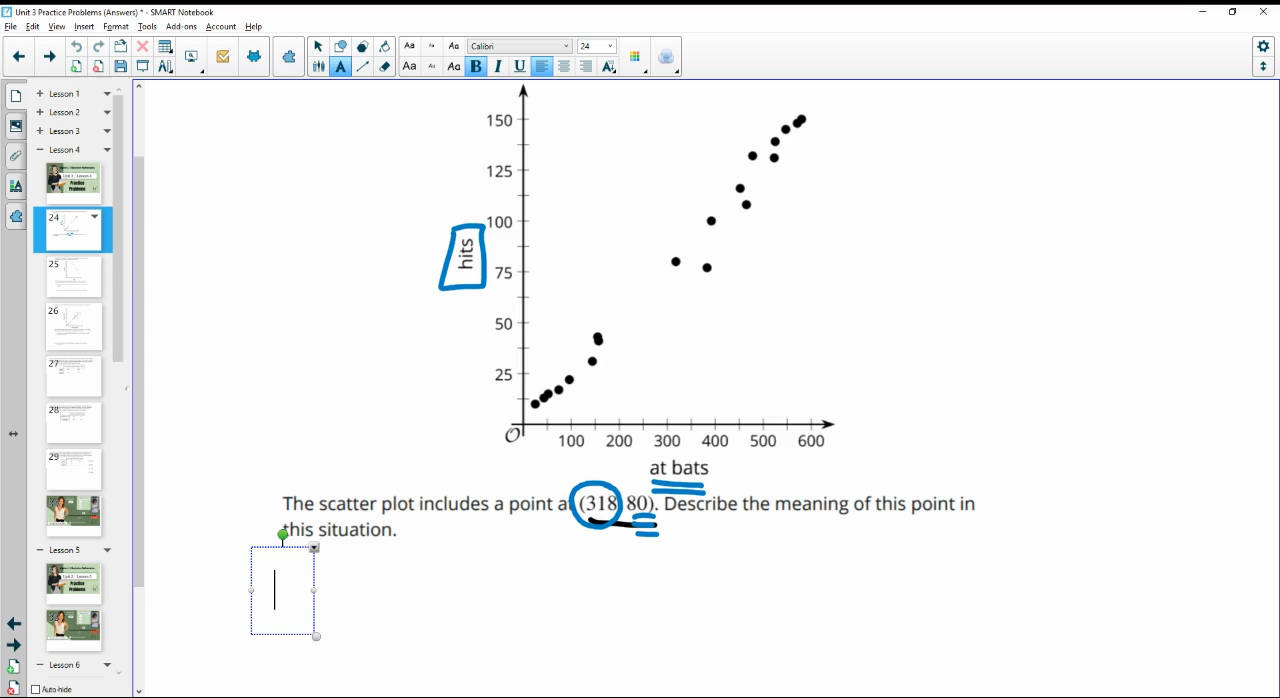 Unit 3 Practice Problems (Answers) * - SMART Notebook
File Edit View Insert Format Tools Add-ons Account Help
Calibri 24
Lesson 1
Lesson 2
Lesson 3
Lesson 4
24
25
26
27
28
29
Lesson 5
Lesson 6
Auto-hide
150
125
100
75
50
25
hits
O
100 200 300 400 500 600
at bats
The scatter plot includes a point at (318, 80). Describe the meaning of this point in
this situation.